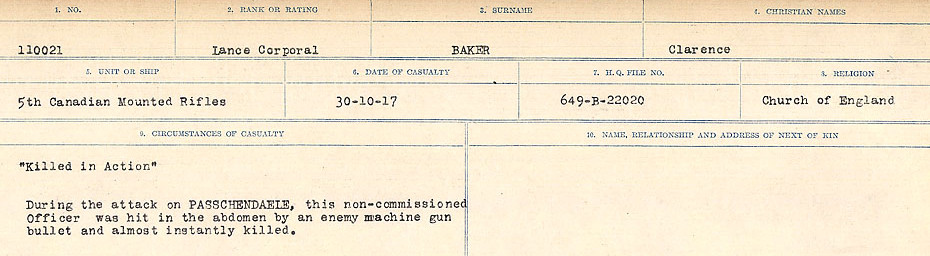 1. NO. 2. RANK OR RATING 3. SURNAME 4. CHRISTIAN NAMES
110021 Lance Corporal BAKER Clarence
5. UNIT OR SHIP 6. DATE OF CASUALTY 7. H.Q. FILE NO. 8. RELIGION
5th Canadian Mounted Rifles 30-10-17 649-B-22020 Church of England
9. CIRCUMSTANCES OF CASUALTY 10. NAME, RELATIONSHIP AND ADDRESS OF NEXT OF KIN
"Killed in Action"
During the attack on PASSCHENDAELE, this non-commissioned
Officer was hit in the abdomen by an enemy machine gun
bullet and almost instantly killed.